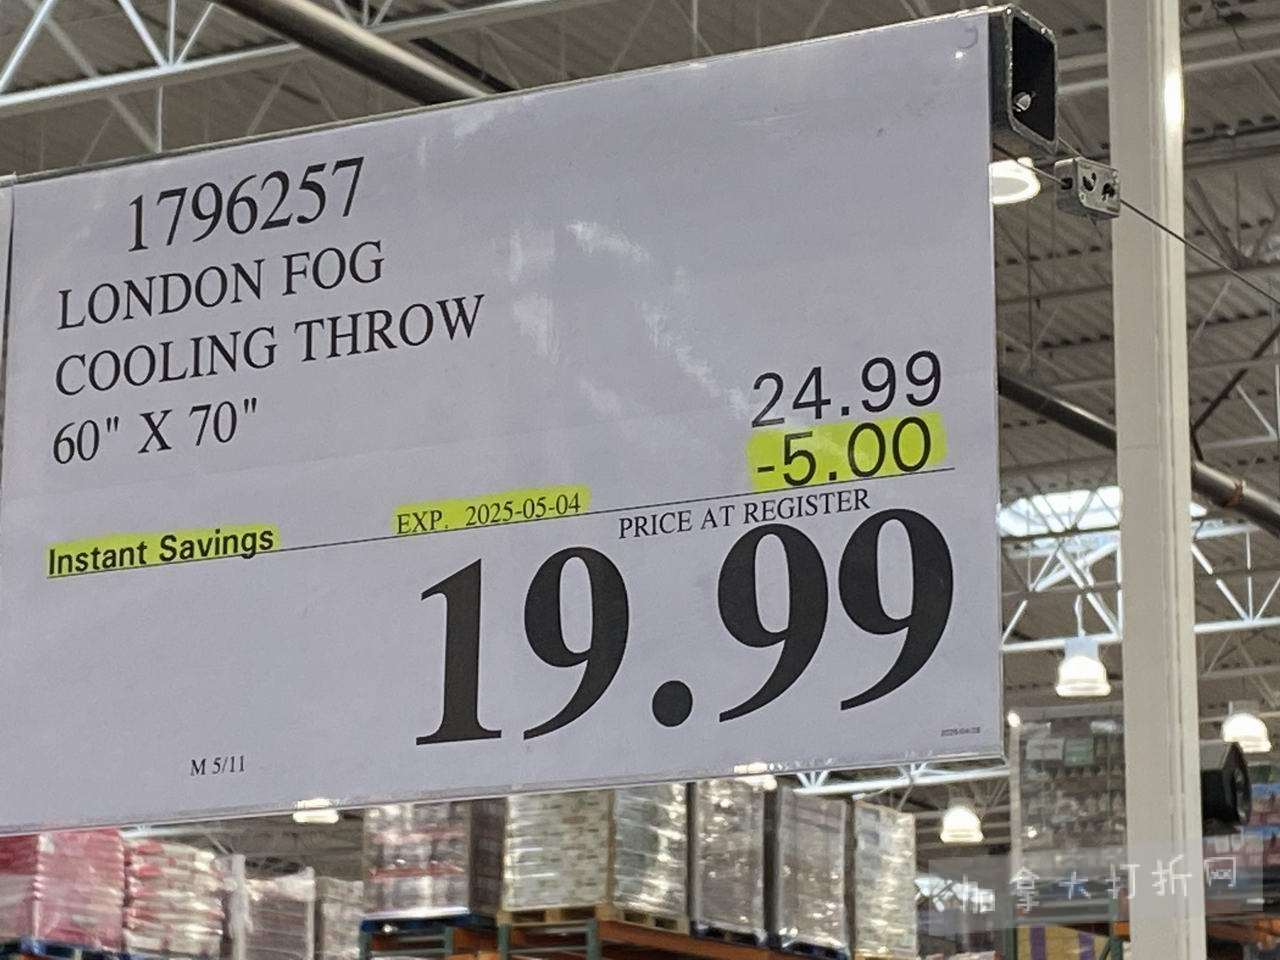 1796257
LONDON FOG
COOLING THROW
60" X 70"
24.99
-5.00
Instant Savings
EXP. 2025-05-04
PRICE AT REGISTER
19.99
M 5/11
加拿大打折网